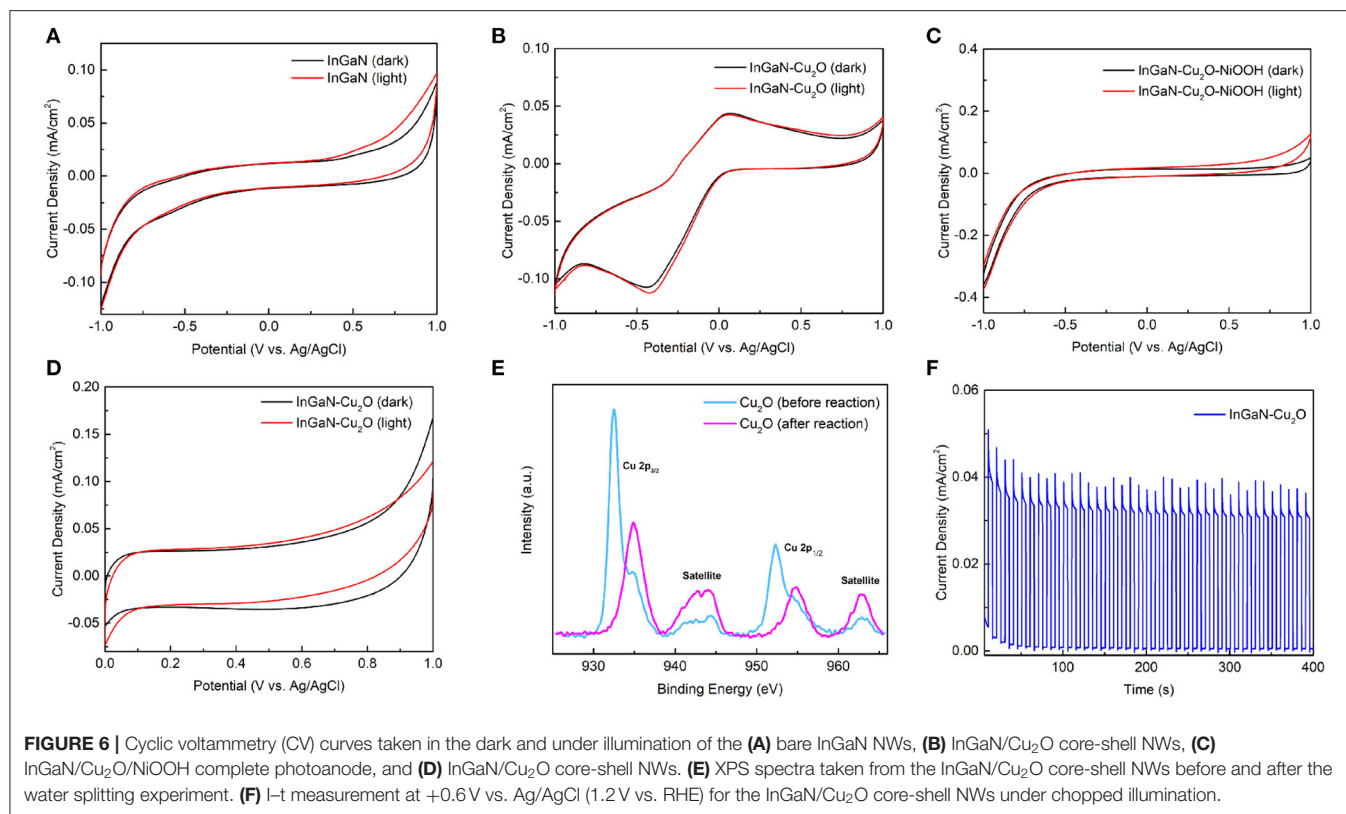 A
InGaN (dark)
InGaN (light)
Current Density (mA/cm²)
0.10
0.05
0.00
-0.05
-0.10
-1.0 -0.5 0.0 0.5 1.0
Potential (V vs. Ag/AgCl)
B
InGaN-Cu₂O (dark)
InGaN-Cu₂O (light)
Current Density (mA/cm²)
0.10
0.05
0.00
-0.05
-0.10
-1.0 -0.5 0.0 0.5 1.0
Potential (V vs. Ag/AgCl)
C
InGaN-Cu₂O-NiOOH (dark)
InGaN-Cu₂O-NiOOH (light)
Current Density (mA/cm²)
0.4
0.2
0.0
-0.2
-0.4
-1.0 -0.5 0.0 0.5 1.0
Potential (V vs. Ag/AgCl)
D
InGaN-Cu₂O (dark)
InGaN-Cu₂O (light)
Current Density (mA/cm²)
0.20
0.15
0.10
0.05
0.00
-0.05
0.0 0.2 0.4 0.6 0.8 1.0
Potential (V vs. Ag/AgCl)
E
Cu₂O (before reaction)
Cu₂O (after reaction)
Cu 2p₃/₂
Satellite
Cu 2p₁/₂
Satellite
Intensity (a.u.)
930 940 950 960
Binding Energy (eV)
F
InGaN-Cu₂O
Current Density (mA/cm²)
0.06
0.04
0.02
0.00
100 200 300 400
Time (s)
FIGURE 6 | Cyclic voltammetry (CV) curves taken in the dark and under illumination of the (A) bare InGaN NWs, (B) InGaN/Cu₂O core-shell NWs, (C)
InGaN/Cu₂O/NiOOH complete photoanode, and (D) InGaN/Cu₂O core-shell NWs. (E) XPS spectra taken from the InGaN/Cu₂O core-shell NWs before and after the
water splitting experiment. (F) I–t measurement at +0.6 V vs. Ag/AgCl (1.2 V vs. RHE) for the InGaN/Cu₂O core-shell NWs under chopped illumination.